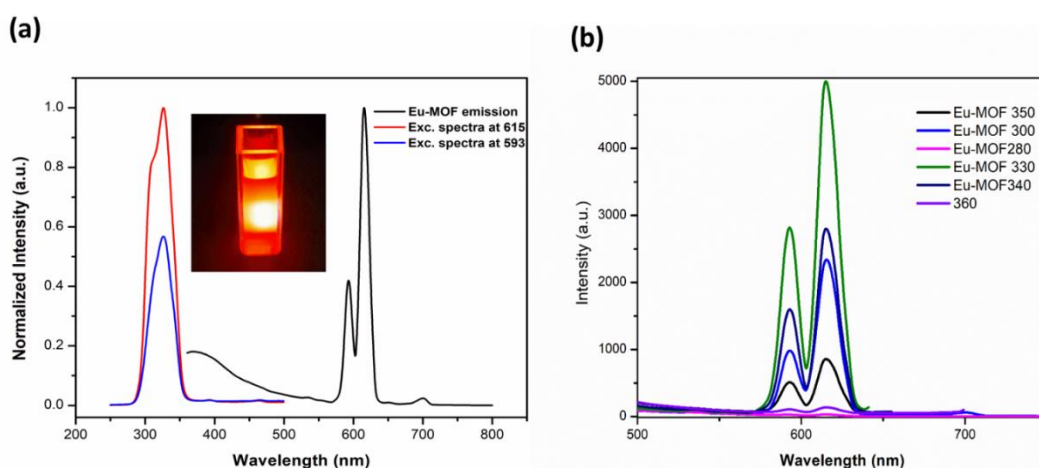 (a)
Normalized Intensity (a.u.)
1.0
0.8
0.6
0.4
0.2
0.0
Eu-MOF emission
Exc. spectra at 615
Exc. spectra at 593
200 300 400 500 600 700 800
Wavelength (nm)
(b)
Intensity (a.u.)
5000
4000
3000
2000
1000
0
Eu-MOF 350
Eu-MOF 300
Eu-MOF280
Eu-MOF 330
Eu-MOF340
360
500 600 700
Wavelength (nm)